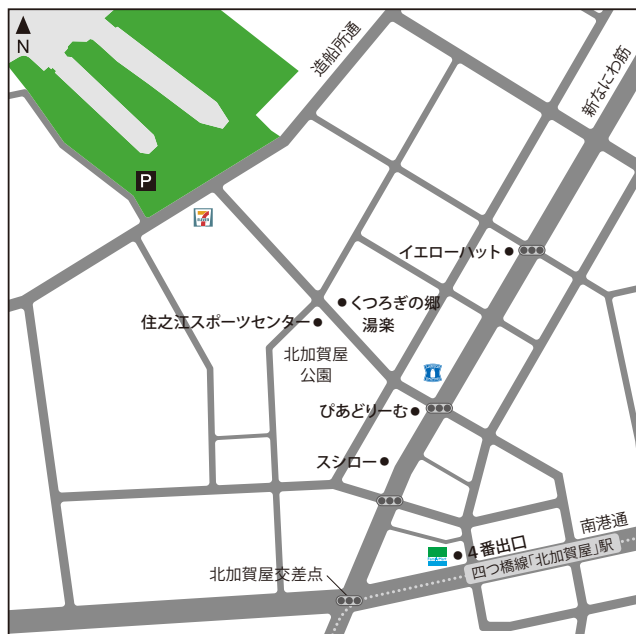 N
造船所通
新なにわ筋
P
7
イエローハット
くつろぎの郷
湯楽
住之江スポーツセンター
北加賀屋
公園
ぴあどりーむ
スシロー
4番出口
南港通
四つ橋線「北加賀屋」駅
北加賀屋交差点